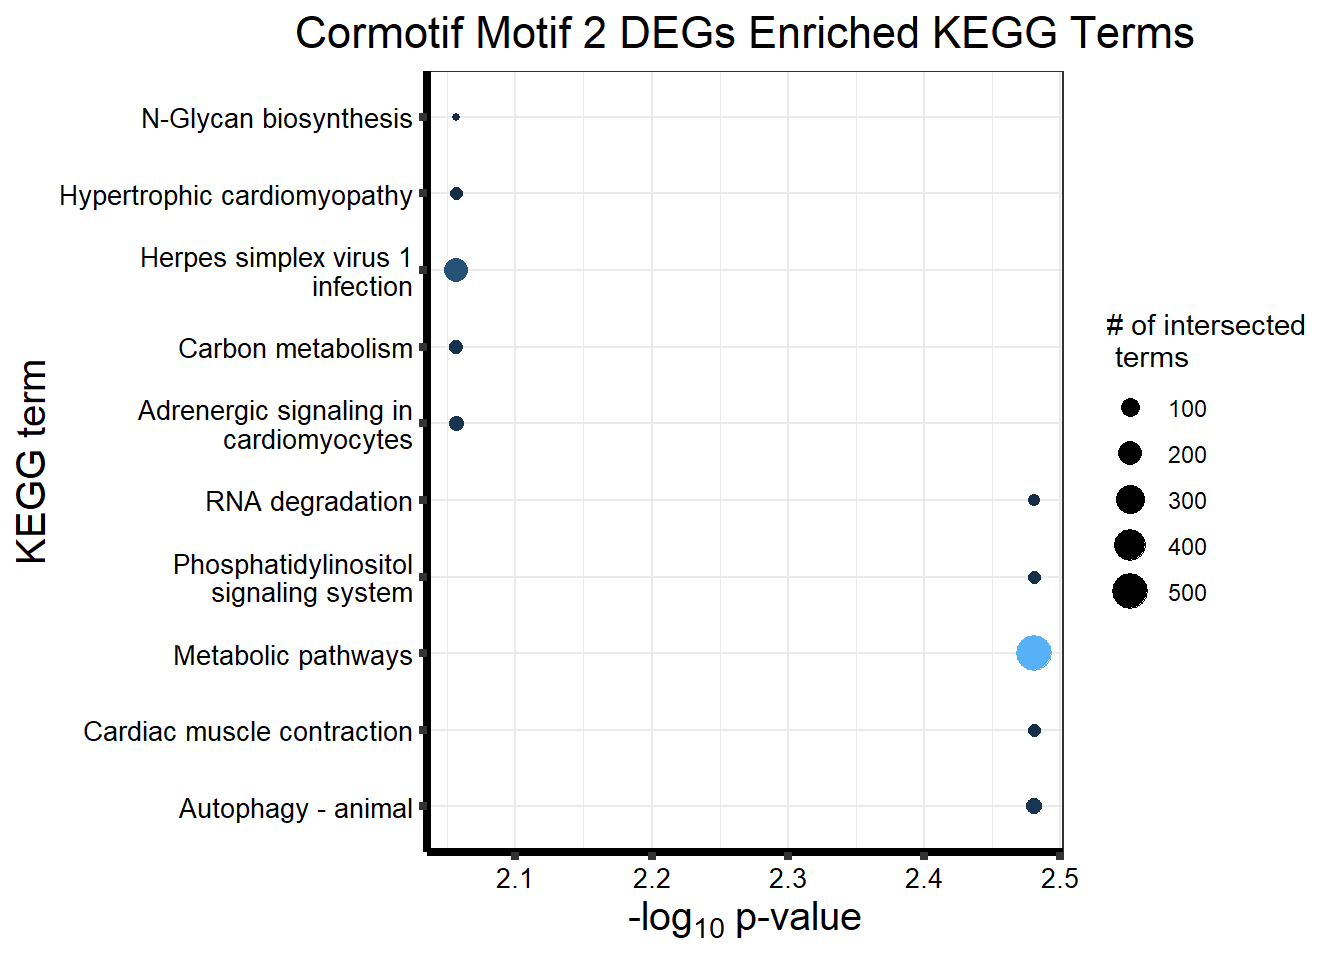 Cormotif Motif 2 DEGs Enriched KEGG Terms
KEGG term
N-Glycan biosynthesis
Hypertrophic cardiomyopathy
Herpes simplex virus 1
infection
Carbon metabolism
Adrenergic signaling in
cardiomyocytes
RNA degradation
Phosphatidylinositol
signaling system
Metabolic pathways
Cardiac muscle contraction
Autophagy - animal
2.1 2.2 2.3 2.4 2.5
-log₁₀ p-value
# of intersected
terms
100
200
300
400
500